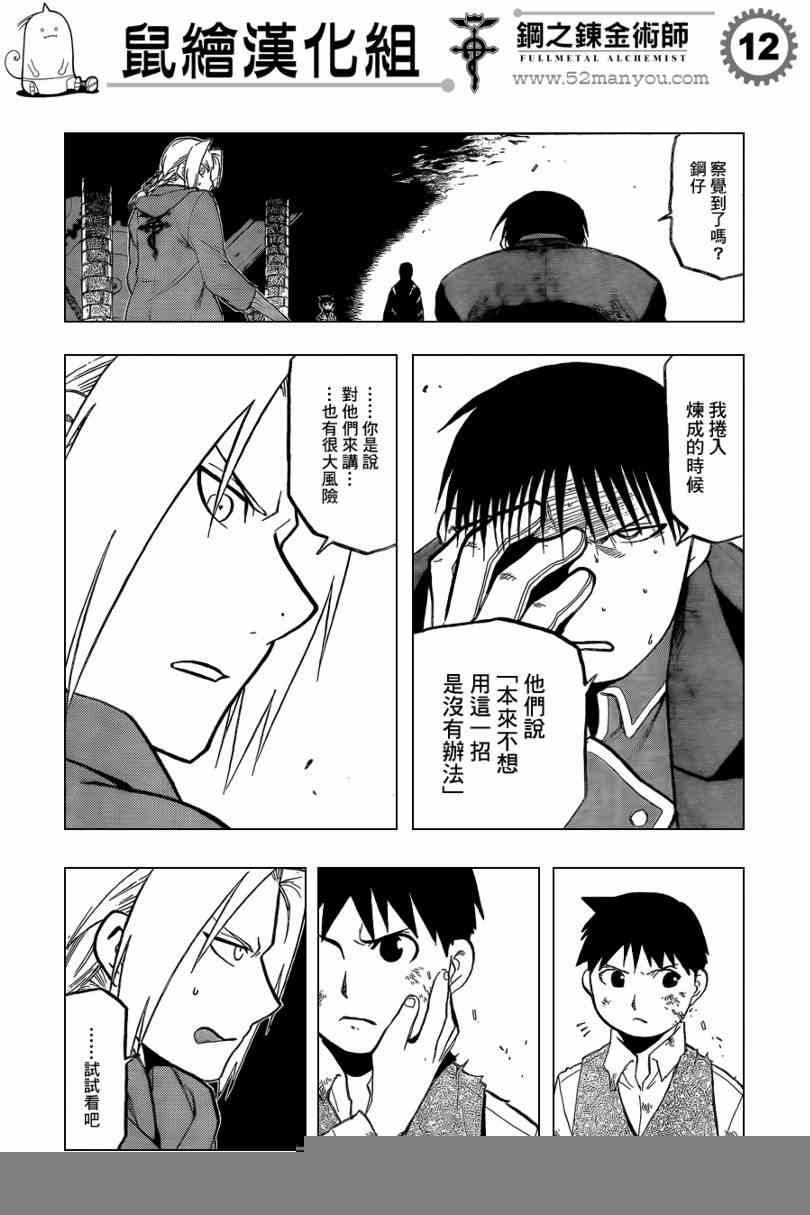 鼠繪漢化組
鋼之鍊金術師
FULLMETAL ALCHEMIST
www.52manyou.com
12
察覺到了嗎？
鋼仔
我捲入
煉成的時候
他們說
「本來不想
用這一招
是沒有辦法」
……你是說
對他們來講…
…也有很大風險
……試試看吧